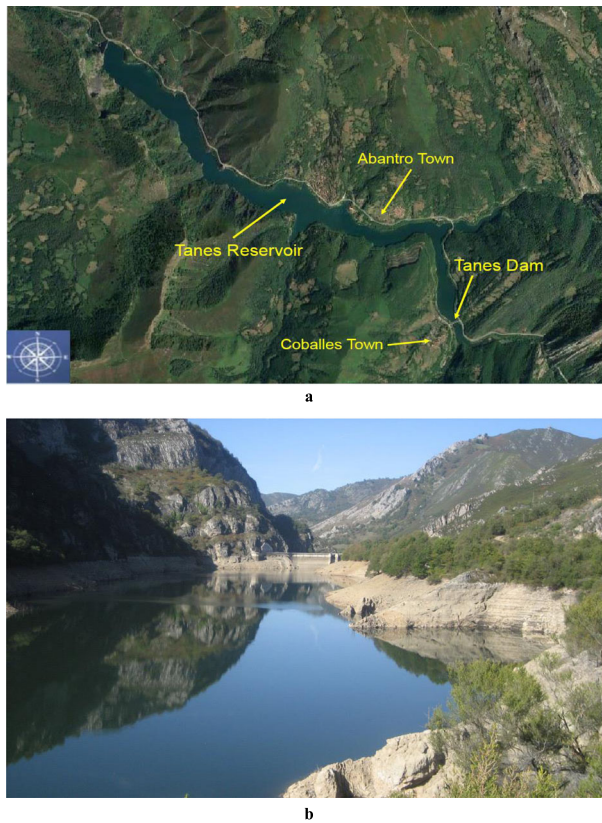 Abantro Town
Tanes Reservoir
Tanes Dam
Coballes Town
a
b